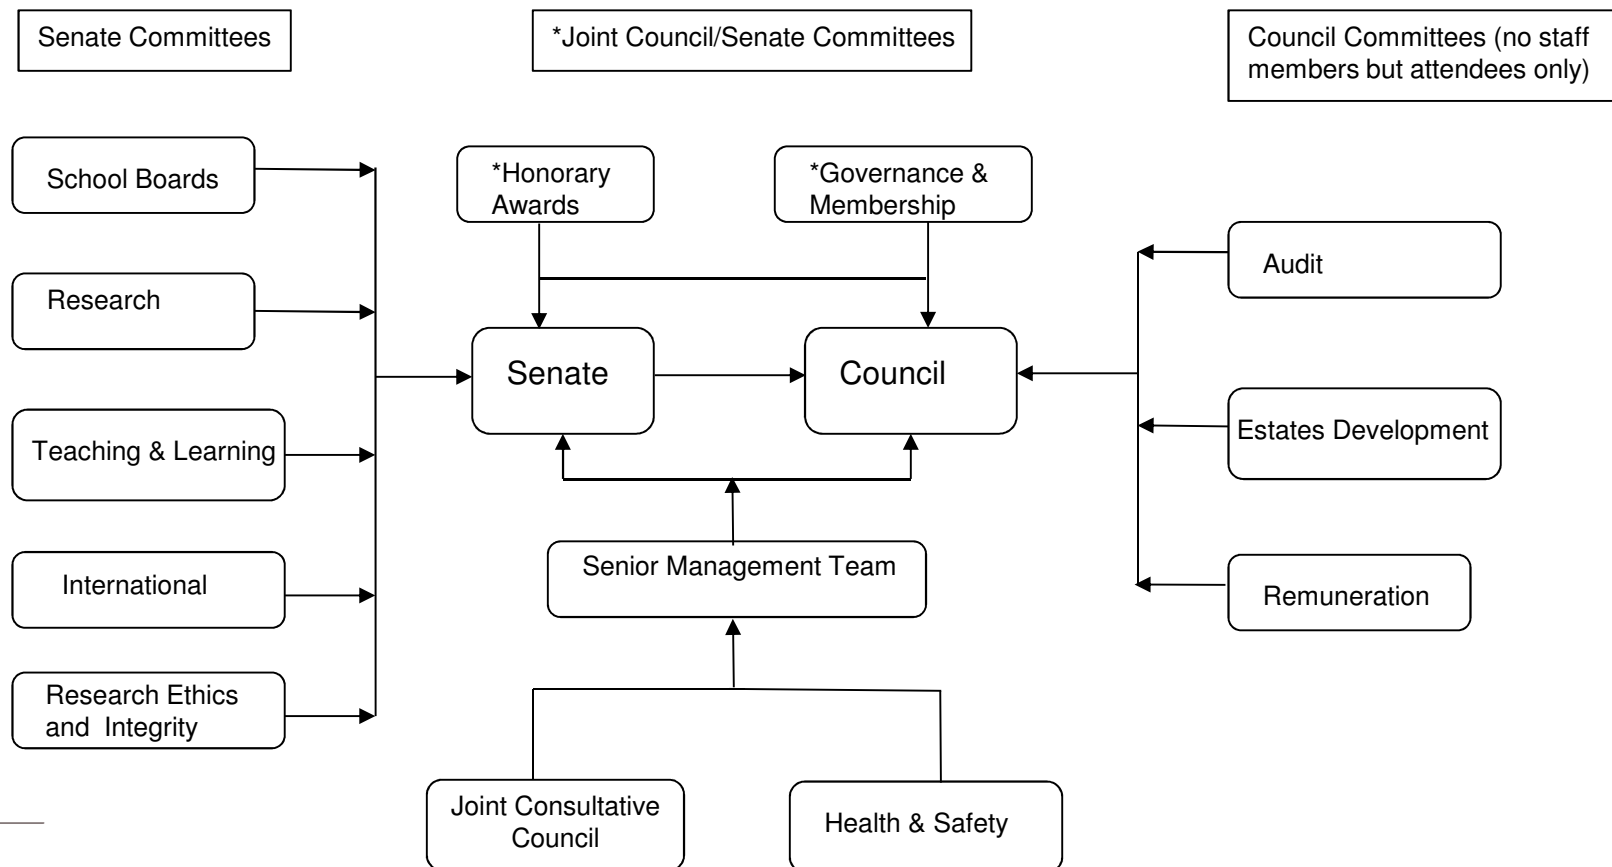 Senate Committees
*Joint Council/Senate Committees
Council Committees (no staff
members but attendees only)
School Boards
Research
Teaching & Learning
International
Research Ethics
and Integrity
*Honorary
Awards
*Governance &
Membership
Senate
Council
Senior Management Team
Joint Consultative
Council
Health & Safety
Audit
Estates Development
Remuneration